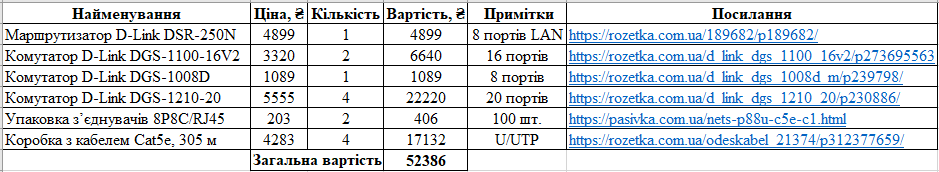 Найменування Ціна, ₴ Кількість Вартість, ₴ Примітки Посилання
Маршрутизатор D-Link DSR-250N 4899 1 4899 8 портів LAN https://rozetka.com.ua/189682/p189682/
Комутатор D-Link DGS-1100-16V2 3320 2 6640 16 портів https://rozetka.com.ua/d_link_dgs_1100_16v2/p273695563
Комутатор D-Link DGS-1008D 1089 1 1089 8 портів https://rozetka.com.ua/d_link_dgs_1008d_m/p239798/
Комутатор D-Link DGS-1210-20 5555 4 22220 20 портів https://rozetka.com.ua/d_link_dgs_1210_20/p230886/
Упаковка з’єднувачів 8P8C/RJ45 203 2 406 100 шт. https://pasivka.com.ua/nets-p88u-c5e-c1.html
Коробка з кабелем Cat5e, 305 м 4283 4 17132 U/UTP https://rozetka.com.ua/odeskabel_21374/p312377659/
Загальна вартість 52386